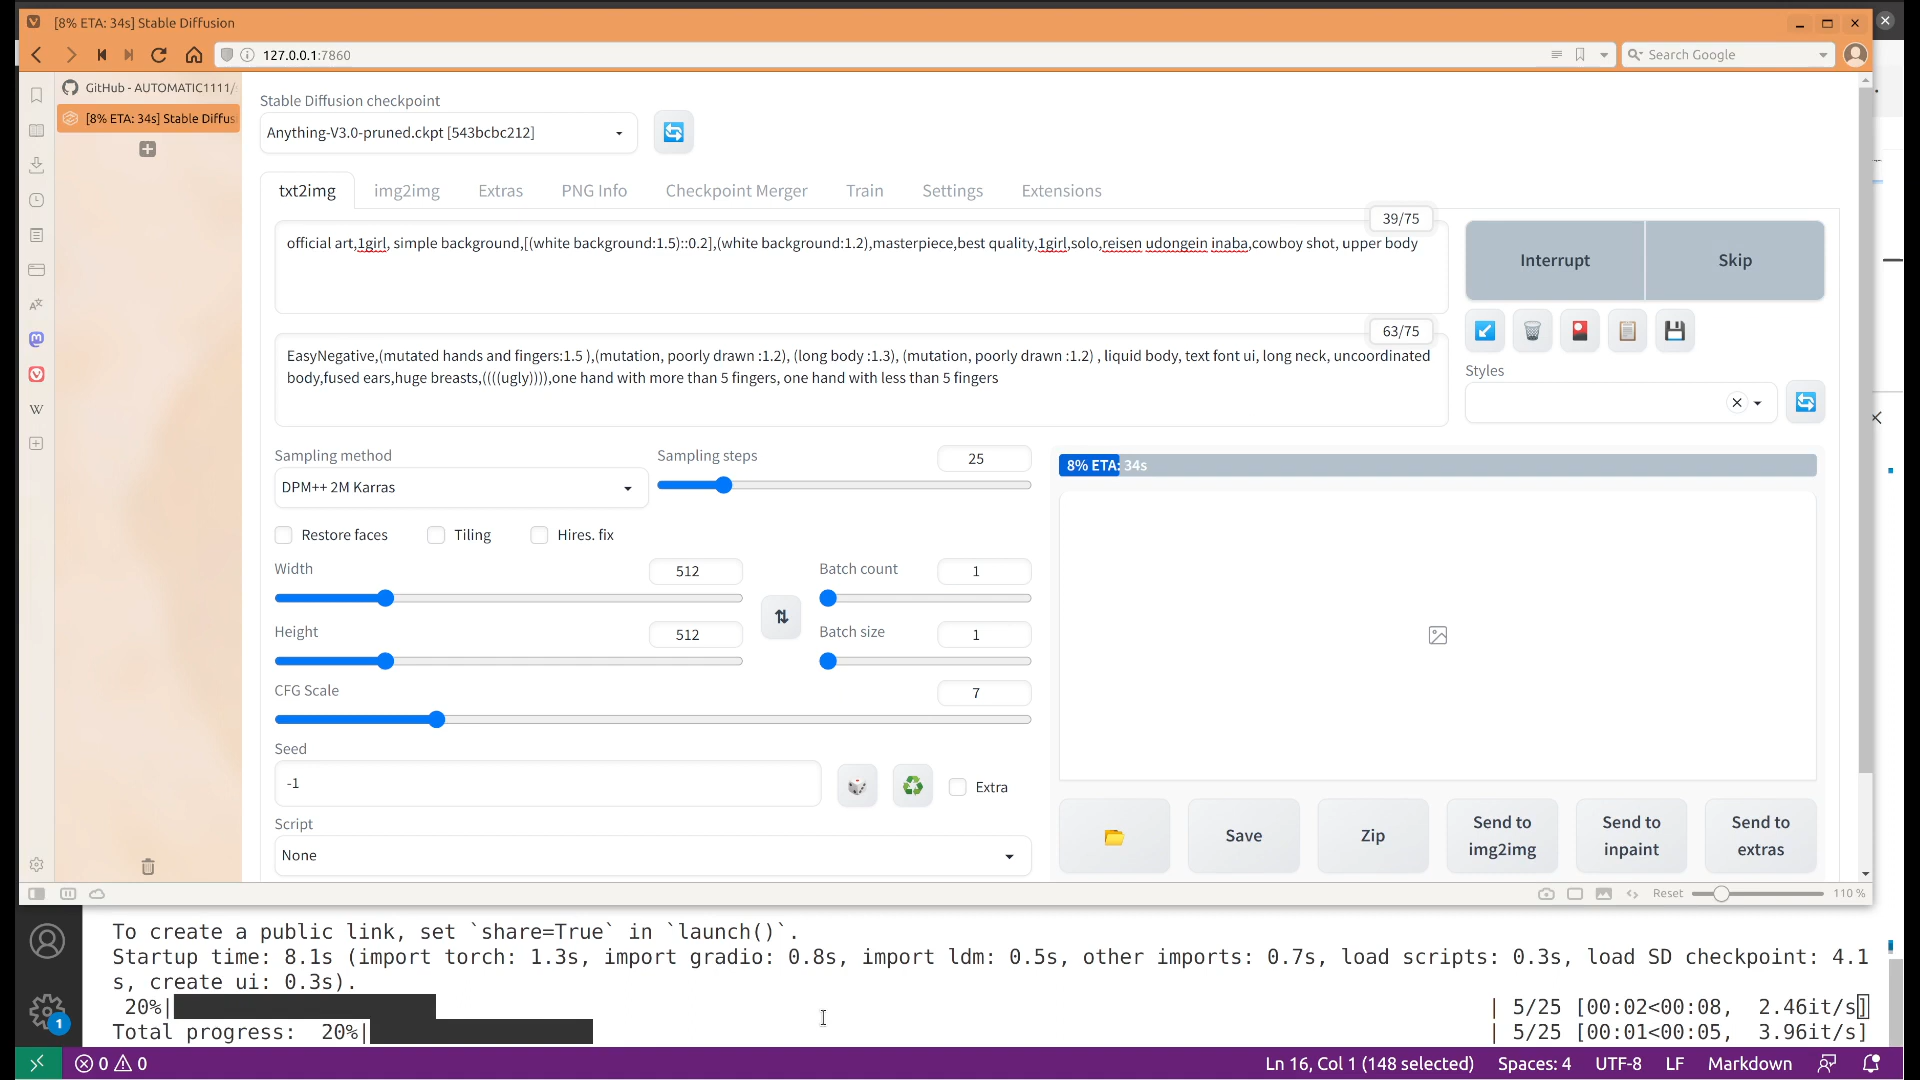 [8% ETA: 34s] Stable Diffusion
127.0.0.1:7860
Search Google
GitHub - AUTOMATIC1111/
[8% ETA: 34s] Stable Diffus
Stable Diffusion checkpoint
Anything-V3.0-pruned.ckpt [543bcbc212]
txt2img
img2img
Extras
PNG Info
Checkpoint Merger
Train
Settings
Extensions
39/75
official art,1girl, simple background,[(white background:1.5)::0.2],(white background:1.2),masterpiece,best quality,1girl,solo,reisen udongein inaba,cowboy shot, upper body
Interrupt
Skip
63/75
EasyNegative,(mutated hands and fingers:1.5 ),(mutation, poorly drawn :1.2), (long body :1.3), (mutation, poorly drawn :1.2) , liquid body, text font ui, long neck, uncoordinated
body,fused ears,huge breasts,((((ugly)))),one hand with more than 5 fingers, one hand with less than 5 fingers
Styles
Sampling method
DPM++ 2M Karras
Sampling steps
25
8% ETA: 34s
Restore faces
Tiling
Hires. fix
Width
512
Batch count
1
Height
512
Batch size
1
CFG Scale
7
Seed
-1
Extra
Script
None
Save
Zip
Send to
img2img
Send to
inpaint
Send to
extras
Reset
110 %
To create a public link, set `share=True` in `launch()`.
Startup time: 8.1s (import torch: 1.3s, import gradio: 0.8s, import ldm: 0.5s, other imports: 0.7s, load scripts: 0.3s, load SD checkpoint: 4.1
s, create ui: 0.3s).
20%| | 5/25 [00:02<00:08, 2.46it/s]
Total progress: 20%| | 5/25 [00:01<00:05, 3.96it/s]
1
0 0
Ln 16, Col 1 (148 selected)
Spaces: 4
UTF-8
LF
Markdown